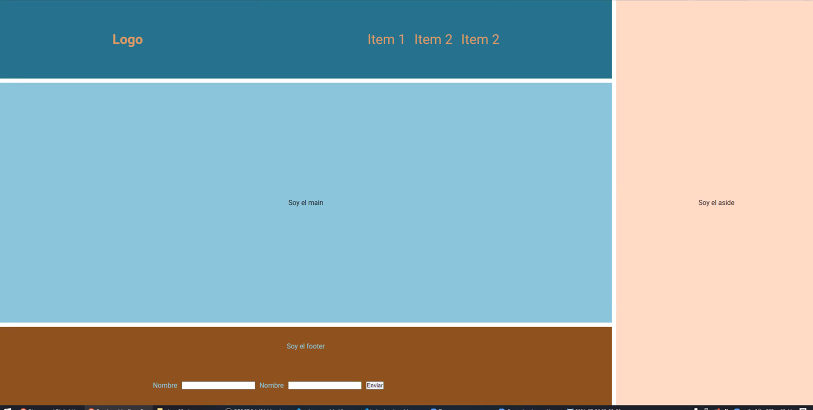 Logo
Item 1 Item 2 Item 2
Soy el main
Soy el aside
Soy el footer
Nombre Nombre Enviar